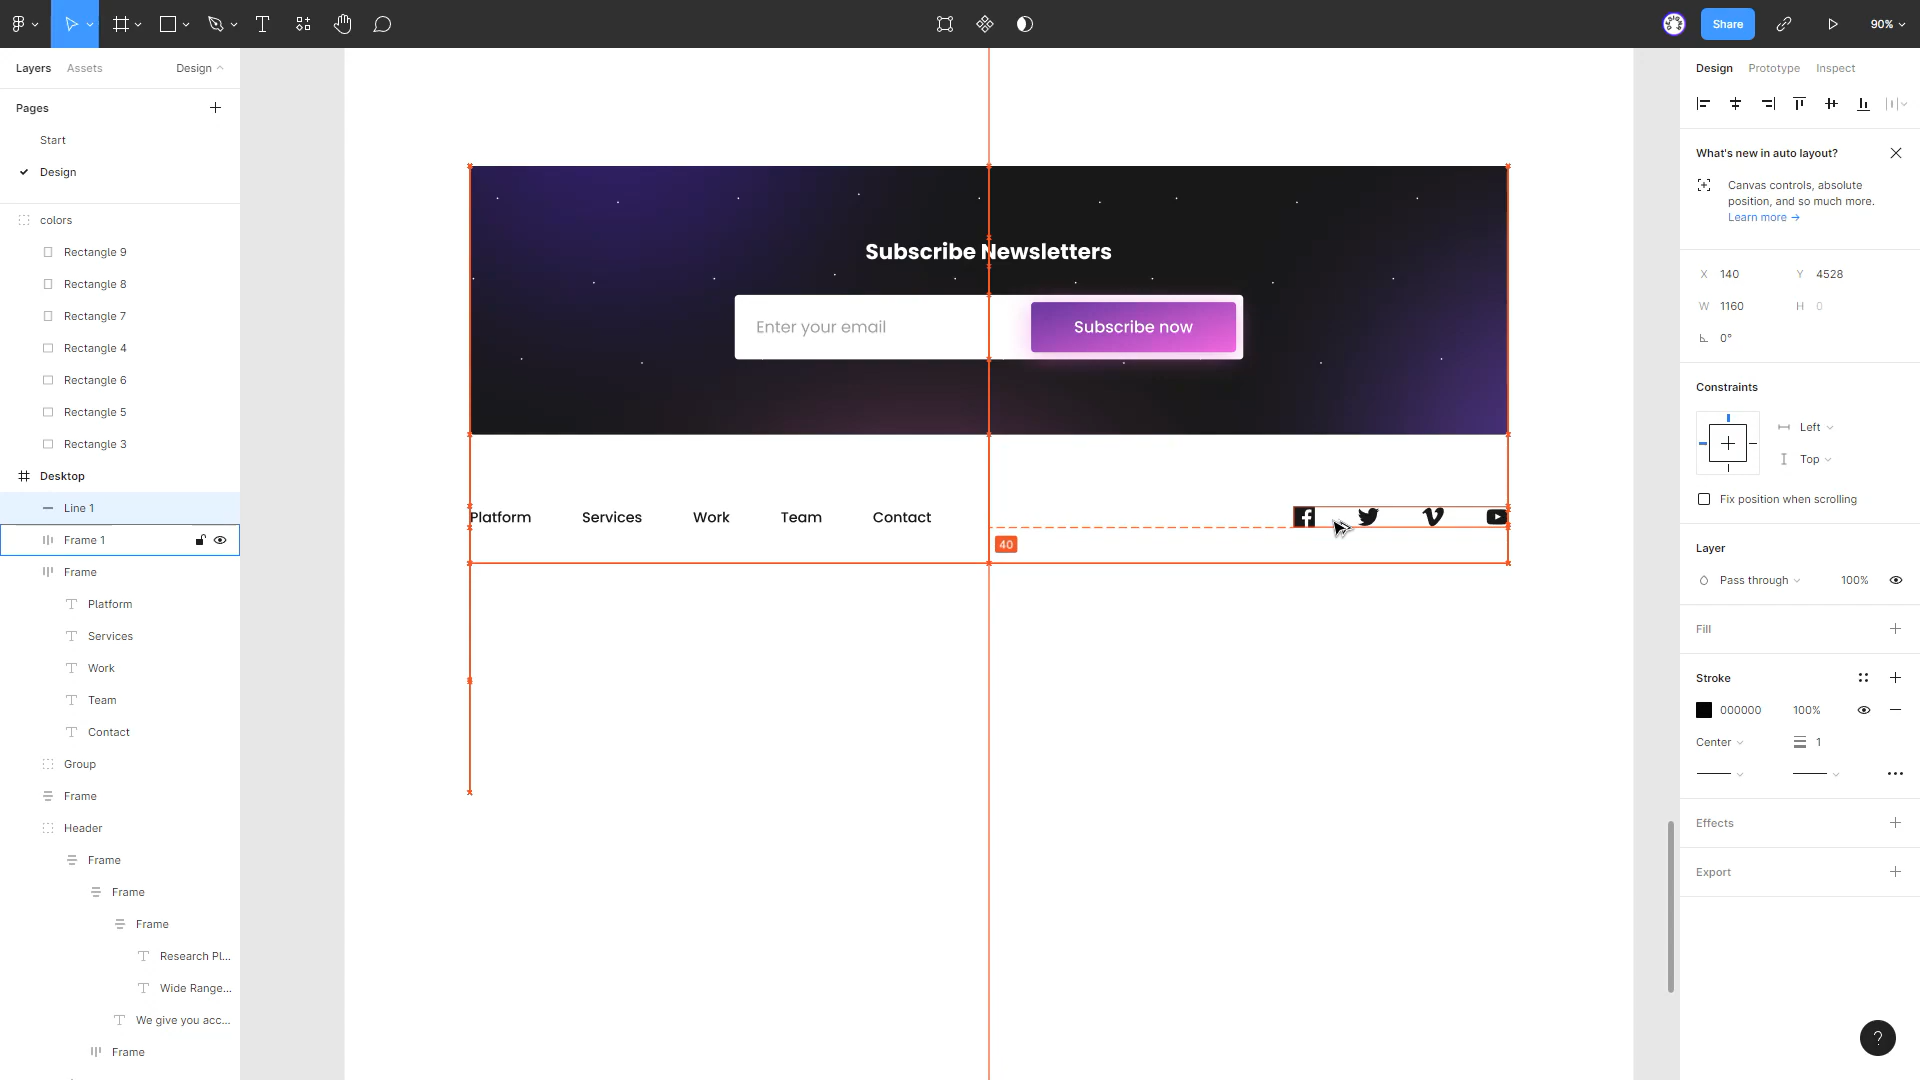 Share
90%
Layers
Assets
Design
Pages
Start
Design
colors
Rectangle 9
Rectangle 8
Rectangle 7
Rectangle 4
Rectangle 6
Rectangle 5
Rectangle 3
Desktop
Line 1
Frame 1
Frame
Platform
Services
Work
Team
Contact
Group
Frame
Header
Frame
Frame
Frame
Research Pl...
Wide Range...
We give you acc...
Frame
Subscribe Newsletters
Enter your email
Subscribe now
Platform
Services
Work
Team
Contact
40
Design
Prototype
Inspect
What's new in auto layout?
Canvas controls, absolute
position, and so much more.
Learn more →
X 140
Y 4528
W 1160
H 0
0°
Constraints
Left
Top
Fix position when scrolling
Layer
Pass through
100%
Fill
Stroke
000000
100%
Center
1
Effects
Export
?